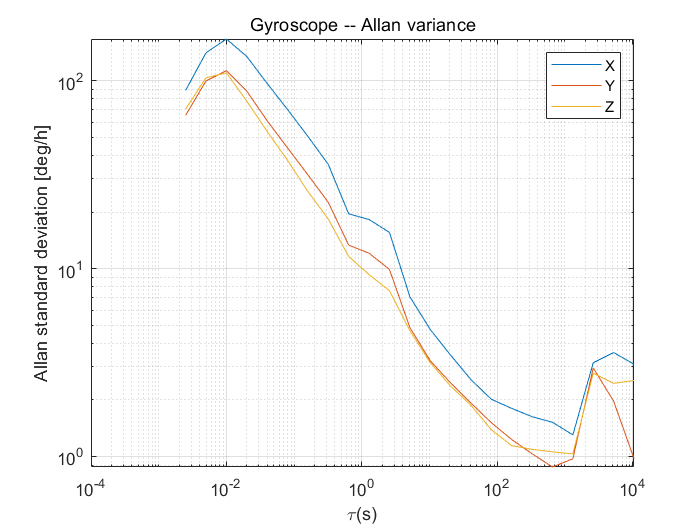 Gyroscope -- Allan variance
X
Y
Z
Allan standard deviation [deg/h]
10^2
10^1
10^0
10^-4
10^-2
10^0
10^2
10^4
τ(s)